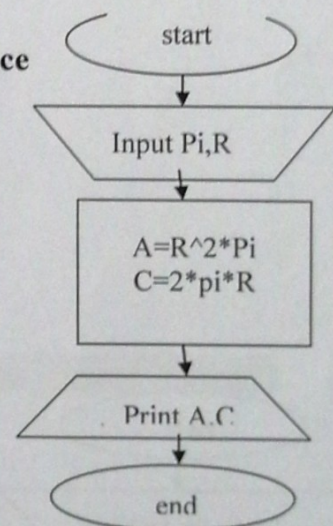 start
ce
Input Pi,R
A=R^2*Pi
C=2*pi*R
Print A.C
end